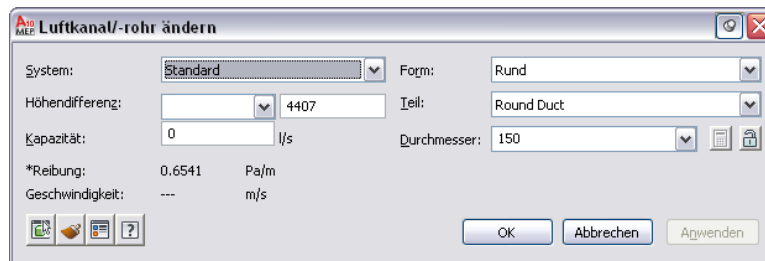 A10 MEP Luftkanal/-rohr ändern
System: Standard
Höhendifferenz: 4407
Kapazität: 0 l/s
*Reibung: 0.6541 Pa/m
Geschwindigkeit: --- m/s
Form: Rund
Teil: Round Duct
Durchmesser: 150
OK Abbrechen Anwenden